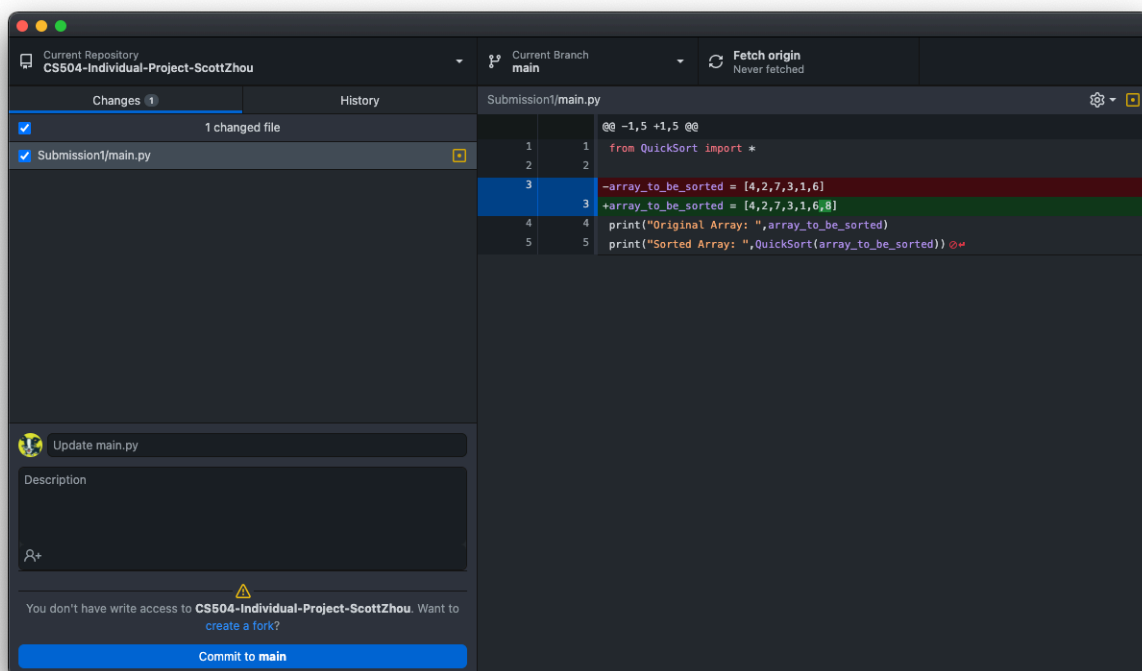 Current Repository
CS504-Individual-Project-ScottZhou
Current Branch
main
Fetch origin
Never fetched
Changes 1
History
Submission1/main.py
1 changed file
Submission1/main.py
@@ -1,5 +1,5 @@
1 1 from QuickSort import *
2 2
3 -array_to_be_sorted = [4,2,7,3,1,6]
3 +array_to_be_sorted = [4,2,7,3,1,6,8]
4 4 print("Original Array: ",array_to_be_sorted)
5 5 print("Sorted Array: ",QuickSort(array_to_be_sorted))
Update main.py
Description
You don't have write access to CS504-Individual-Project-ScottZhou. Want to
create a fork?
Commit to main